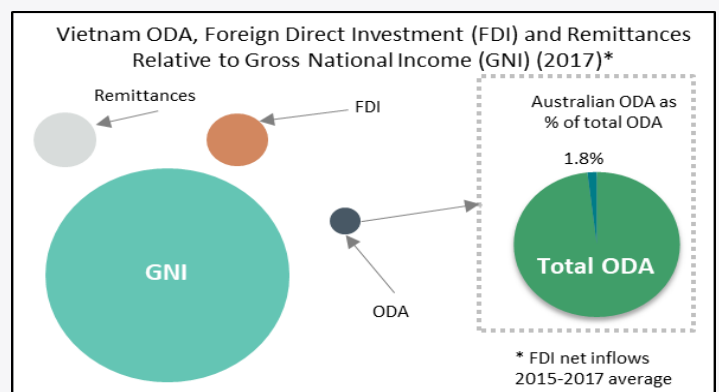 Vietnam ODA, Foreign Direct Investment (FDI) and Remittances
Relative to Gross National Income (GNI) (2017)*
Remittances
FDI
GNI
ODA
Australian ODA as
% of total ODA
1.8%
Total ODA
* FDI net inflows
2015-2017 average